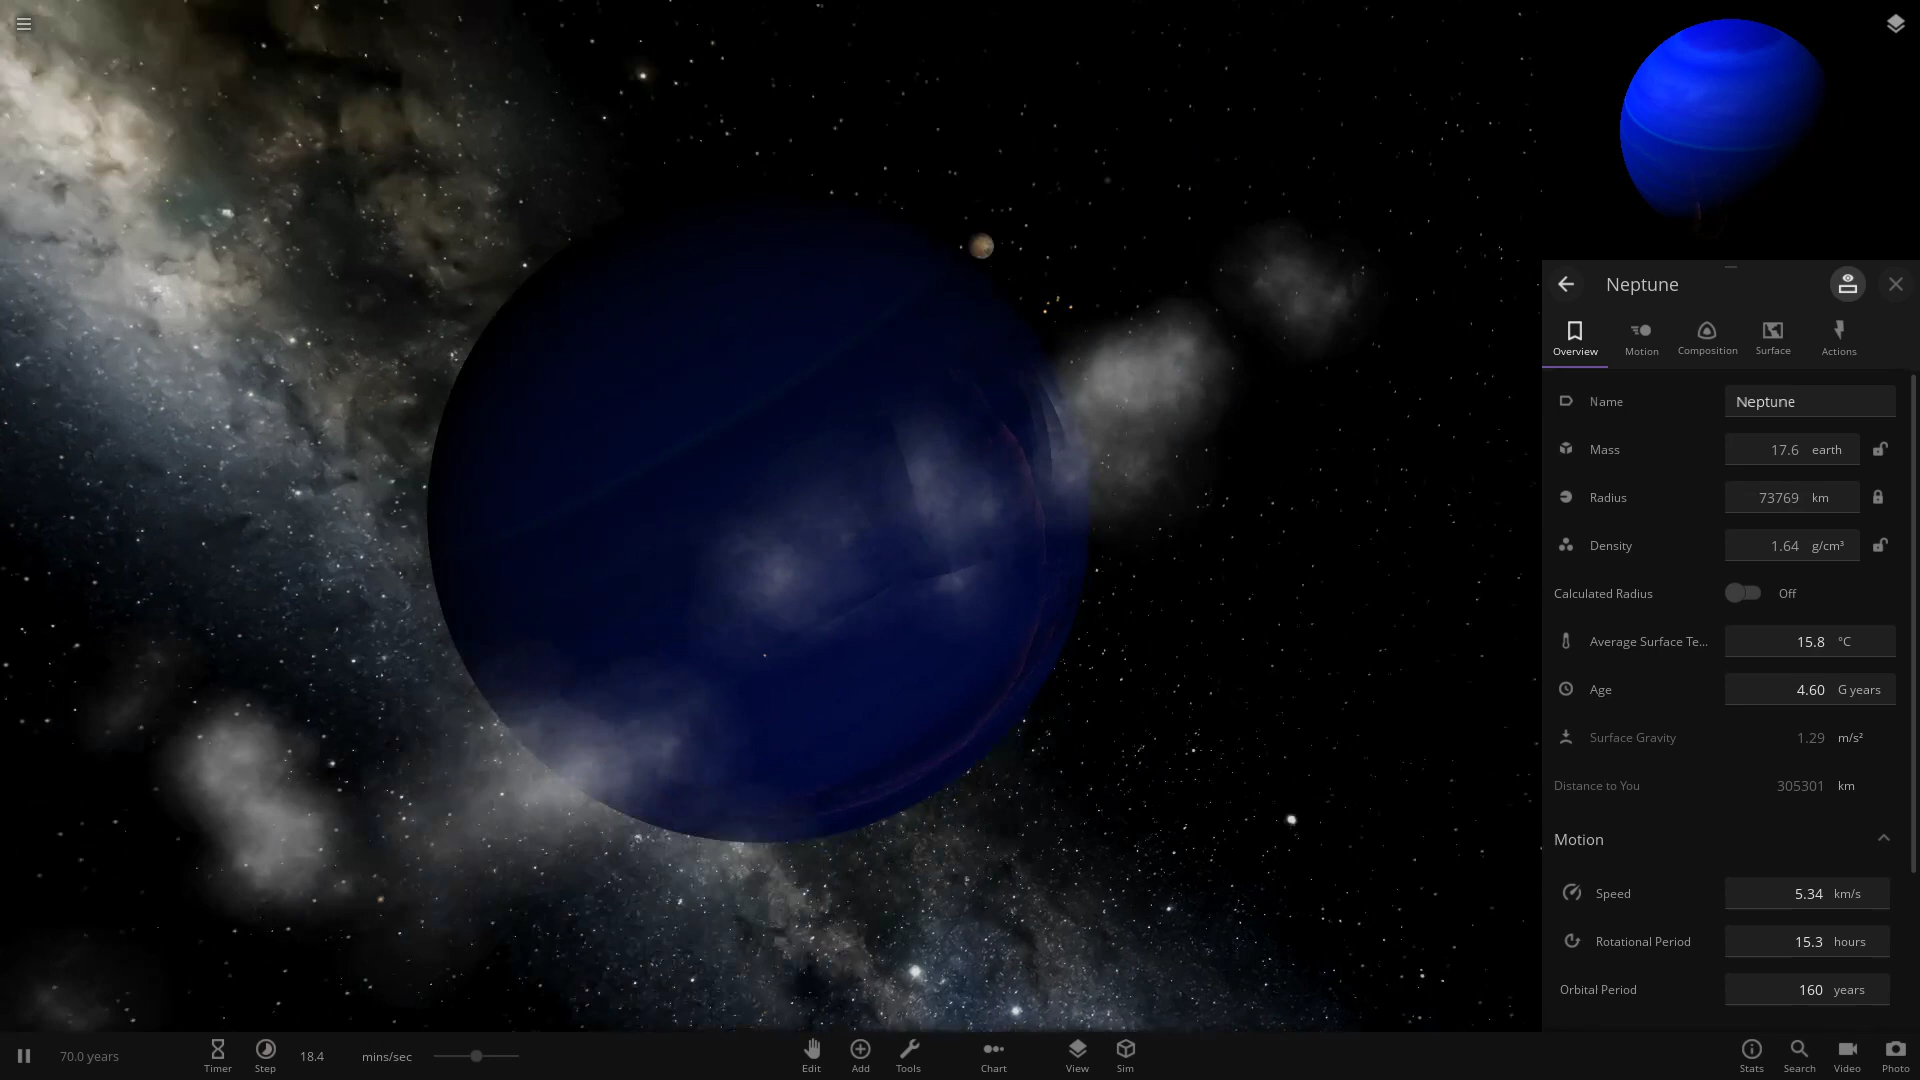 Neptune
Overview
Motion
Composition
Surface
Actions
Name Neptune
Mass 17.6 earth
Radius 73769 km
Density 1.64 g/cm³
Calculated Radius Off
Average Surface Te... 15.8 °C
Age 4.60 G years
Surface Gravity 1.29 m/s²
Distance to You 305301 km
Motion
Speed 5.34 km/s
Rotational Period 15.3 hours
Orbital Period 160 years
70.0 years
Timer
Step
18.4 mins/sec
Edit
Add
Tools
Chart
View
Sim
Stats
Search
Video
Photo